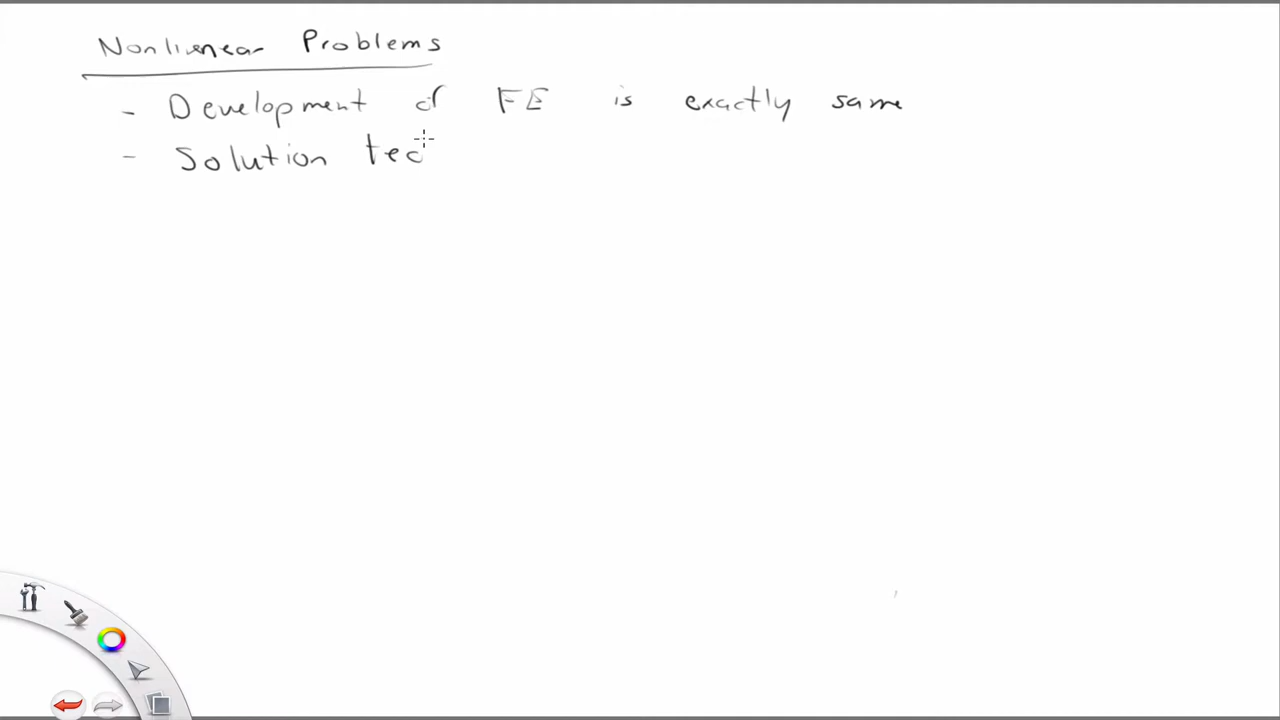 Nonlinear Problems
- Development of FE is exactly same
- Solution tec